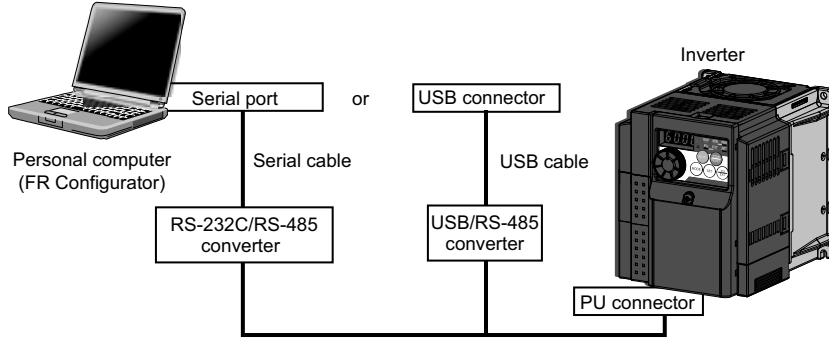 Inverter
Serial port
or
USB connector
Personal computer
(FR Configurator)
Serial cable
USB cable
RS-232C/RS-485
converter
USB/RS-485
converter
PU connector